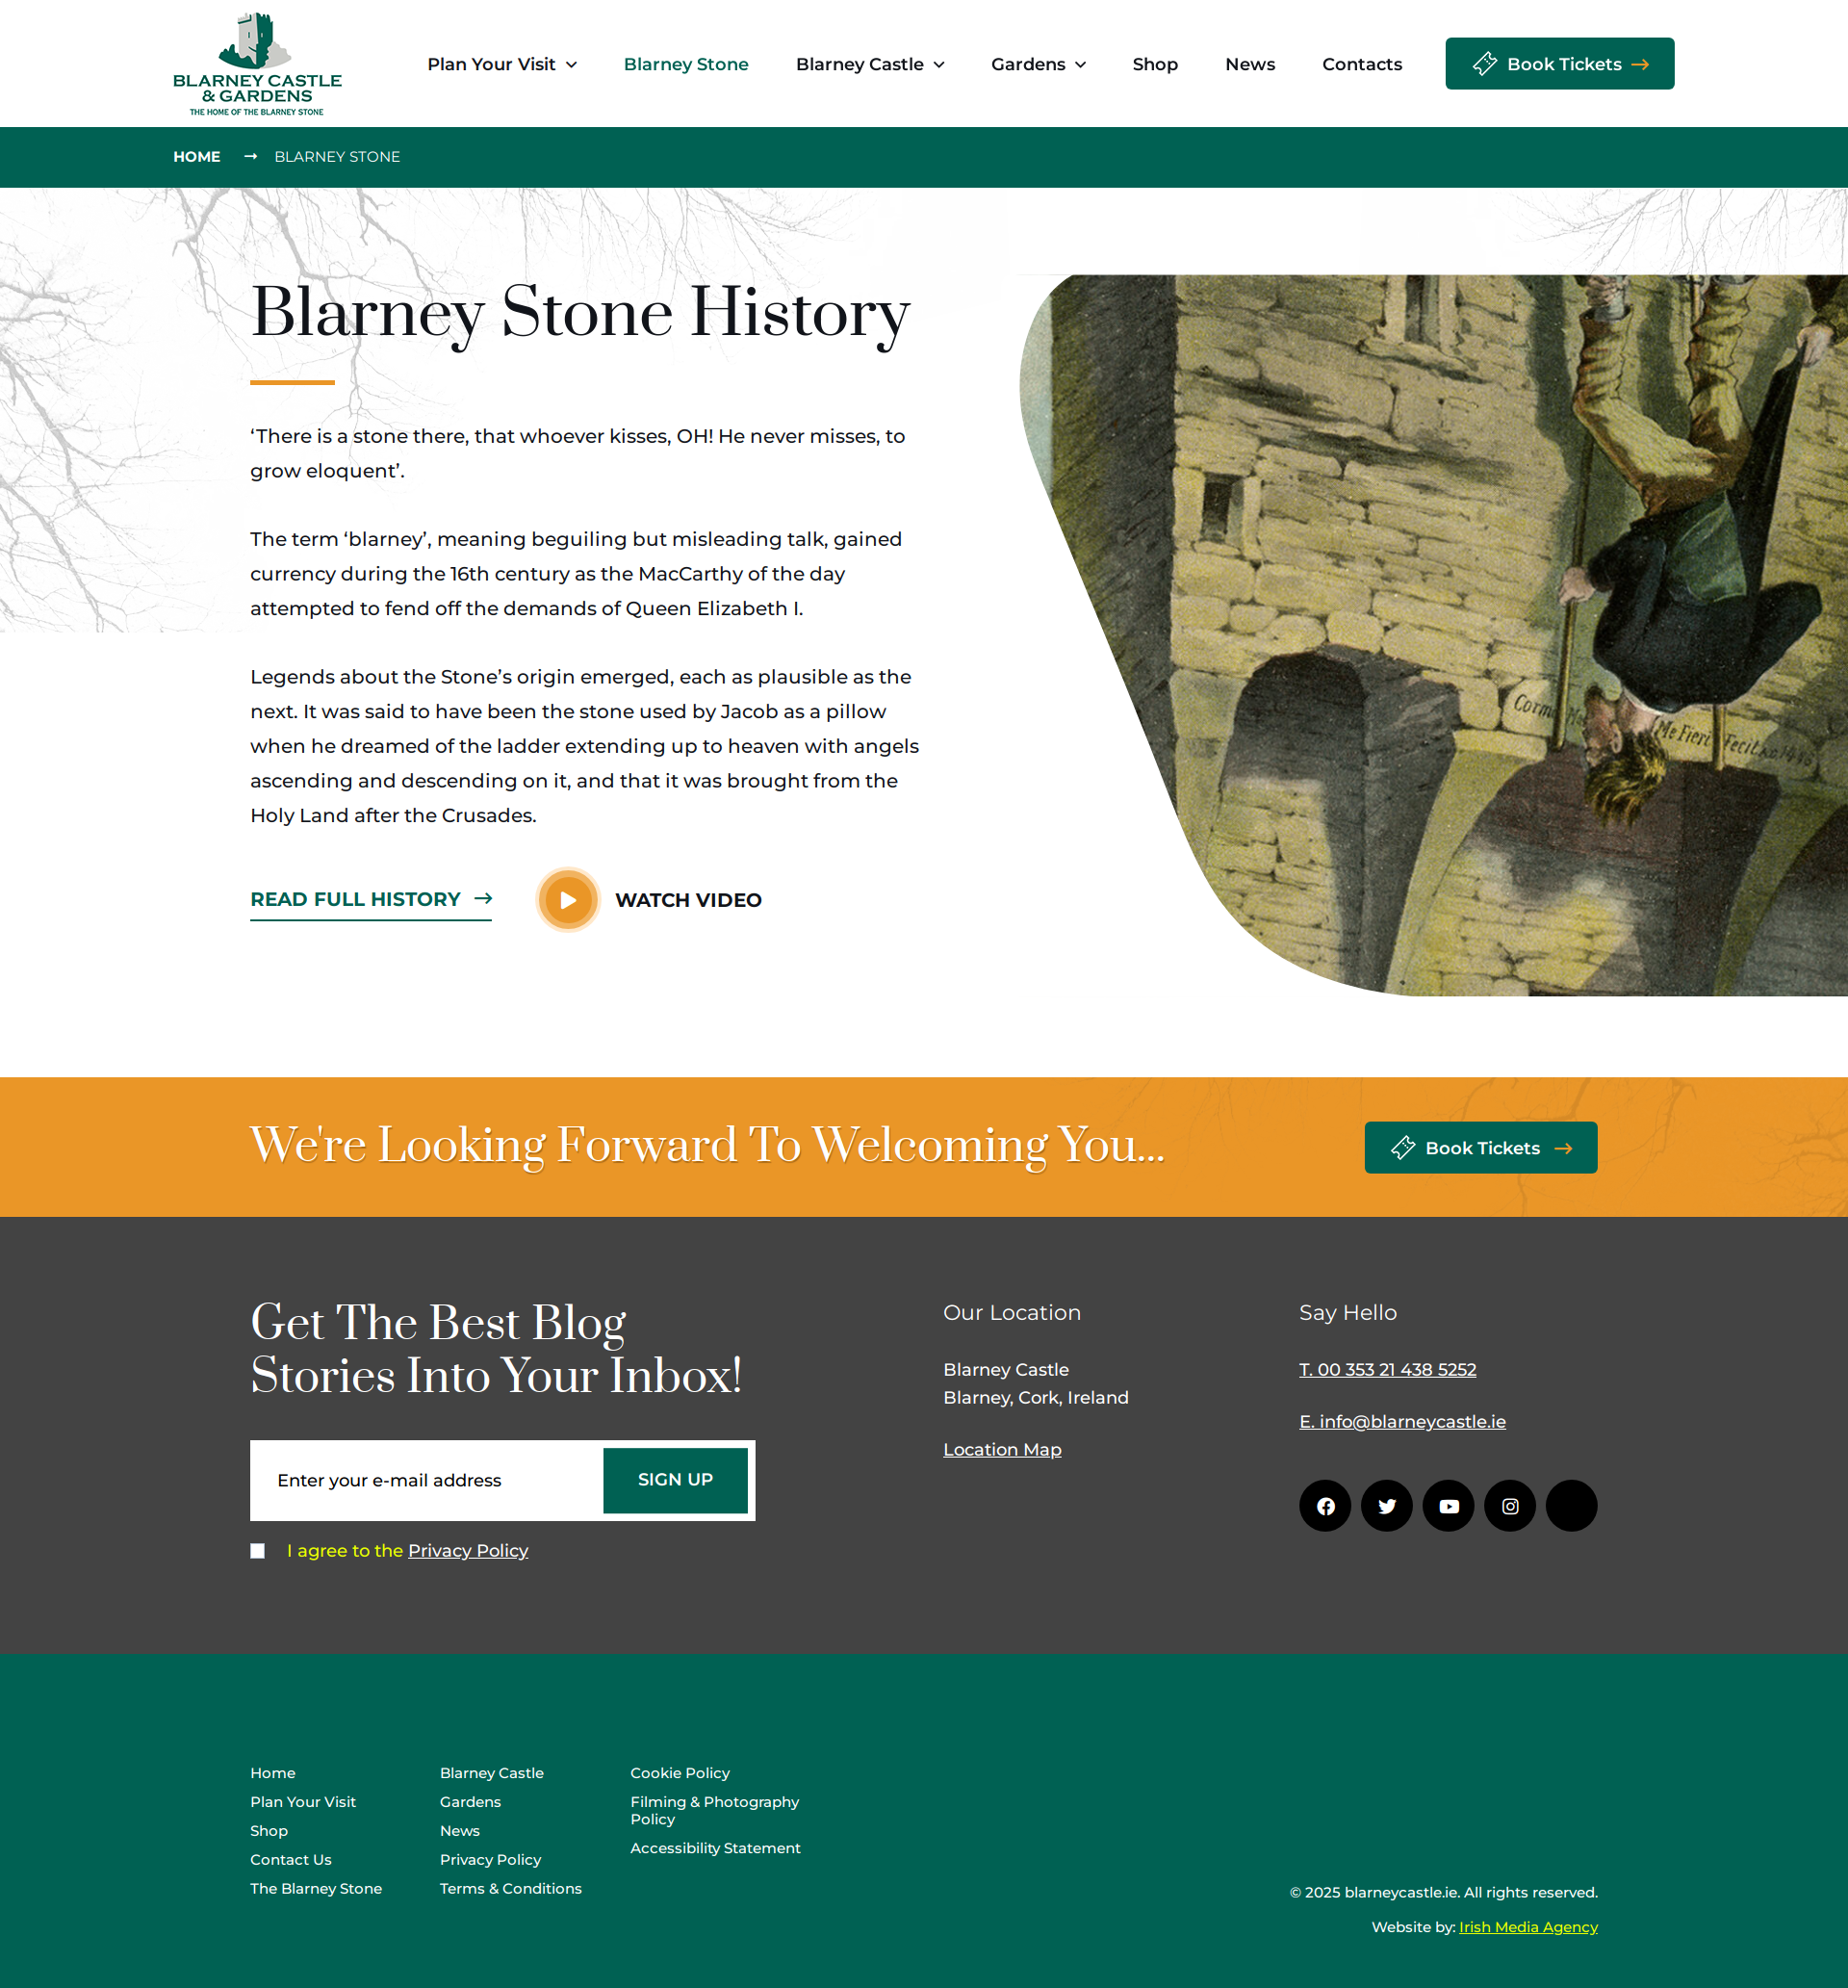 BLARNEY CASTLE
& GARDENS
THE HOME OF THE BLARNEY STONE
Plan Your Visit
Blarney Stone
Blarney Castle
Gardens
Shop
News
Contacts
Book Tickets
HOME
BLARNEY STONE
Blarney Stone History
‘There is a stone there, that whoever kisses, OH! He never misses, to
grow eloquent’.
The term ‘blarney’, meaning beguiling but misleading talk, gained
currency during the 16th century as the MacCarthy of the day
attempted to fend off the demands of Queen Elizabeth I.
Legends about the Stone’s origin emerged, each as plausible as the
next. It was said to have been the stone used by Jacob as a pillow
when he dreamed of the ladder extending up to heaven with angels
ascending and descending on it, and that it was brought from the
Holy Land after the Crusades.
READ FULL HISTORY
WATCH VIDEO
Me Fieri Fecit
We're Looking Forward To Welcoming You...
Book Tickets
Get The Best Blog
Stories Into Your Inbox!
Enter your e-mail address
SIGN UP
I agree to the Privacy Policy
Our Location
Blarney Castle
Blarney, Cork, Ireland
Location Map
Say Hello
T. 00 353 21 438 5252
E. info@blarneycastle.ie
Home
Plan Your Visit
Shop
Contact Us
The Blarney Stone
Blarney Castle
Gardens
News
Privacy Policy
Terms & Conditions
Cookie Policy
Filming & Photography
Policy
Accessibility Statement
© 2025 blarneycastle.ie. All rights reserved.
Website by: Irish Media Agency